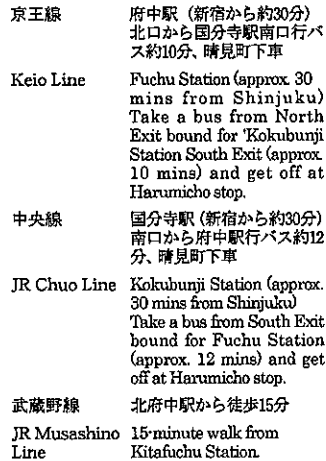 京王線 府中駅（新宿から約30分）
北口から国分寺駅南口行バ
ス約10分、晴見町下車
Keio Line Fuchu Station (approx. 30
mins from Shinjuku)
Take a bus from North
Exit bound for 'Kokubunji
Station South Exit (approx.
10 mins) and get off at
Harumicho stop.
中央線 国分寺駅（新宿から約30分）
南口から府中駅行バス約12
分、晴見町下車
JR Chuo Line Kokubunji Station (approx.
30 mins from Shinjuku)
Take a bus from South Exit
bound for Fuchu Station
(approx. 12 mins) and get
off at Harumicho stop.
武蔵野線 北府中駅から徒歩15分
JR Musashino 15-minute walk from
Line Kitafuchu Station.